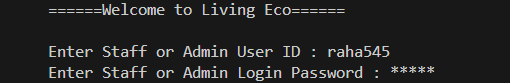 ======Welcome to Living Eco======
Enter Staff or Admin User ID : raha545
Enter Staff or Admin Login Password : *****